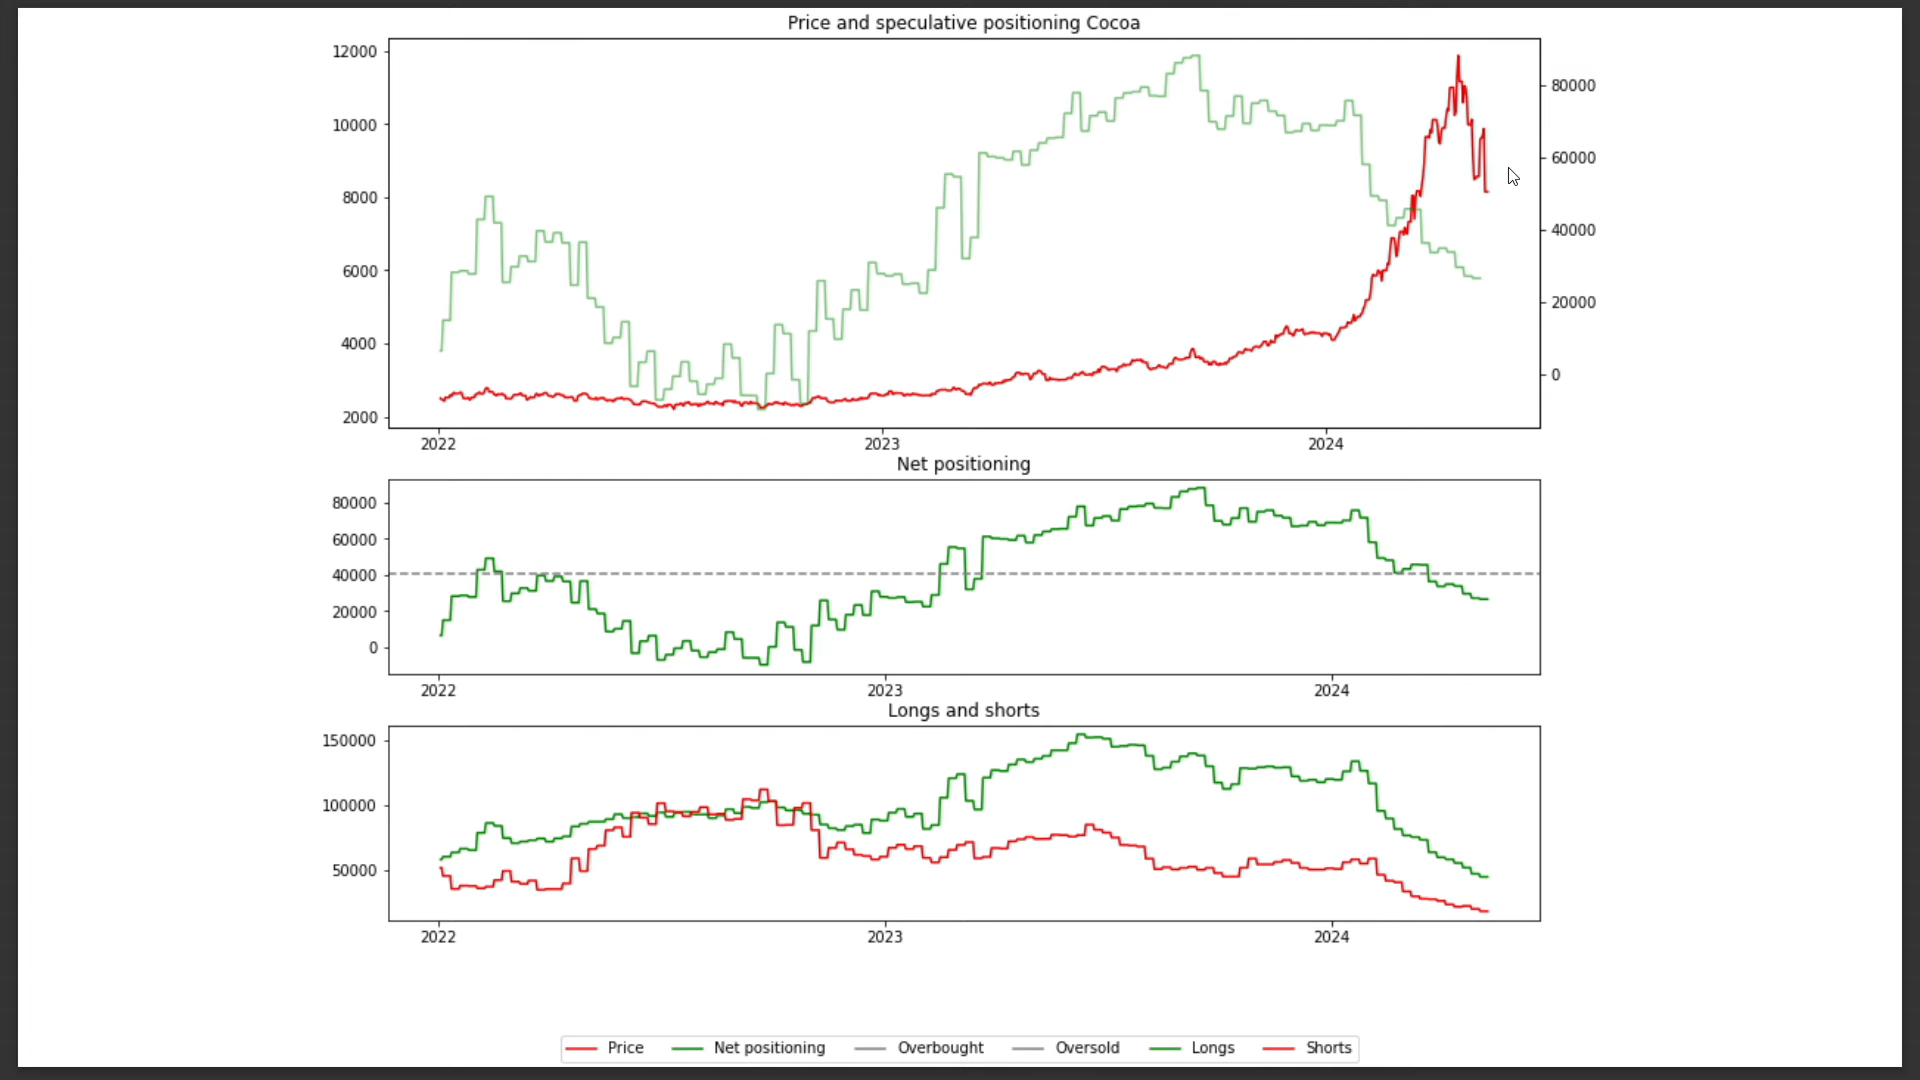 Price and speculative positioning Cocoa
12000
10000
8000
6000
4000
2000
80000
60000
40000
20000
0
2022 2023 2024
Net positioning
80000
60000
40000
20000
0
2022 2023 2024
Longs and shorts
150000
100000
50000
2022 2023 2024
Price Net positioning Overbought Oversold Longs Shorts